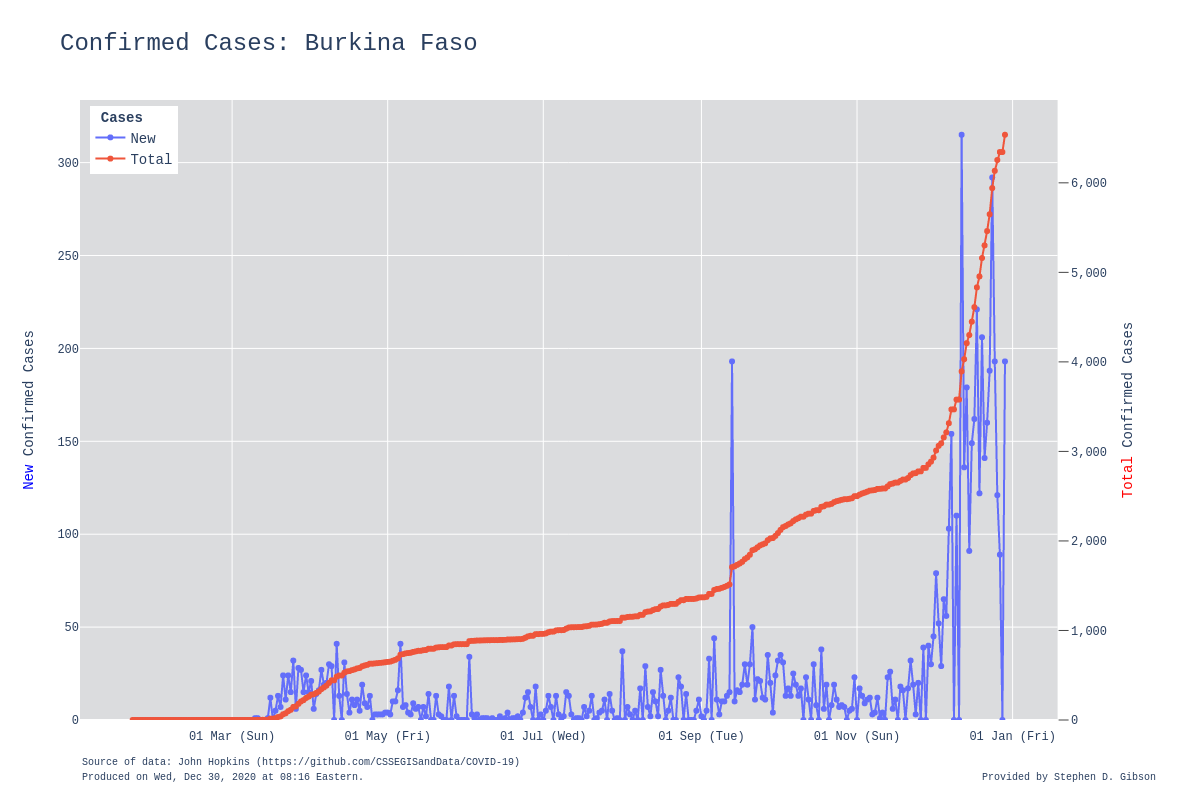 Confirmed Cases: Burkina Faso
Cases
New
Total
300
250
200
150
100
50
0
6,000
5,000
4,000
3,000
2,000
1,000
0
New Confirmed Cases
Total Confirmed Cases
01 Mar (Sun)
01 May (Fri)
01 Jul (Wed)
01 Sep (Tue)
01 Nov (Sun)
01 Jan (Fri)
Source of data: John Hopkins (https://github.com/CSSEGISandData/COVID-19)
Produced on Wed, Dec 30, 2020 at 08:16 Eastern.
Provided by Stephen D. Gibson